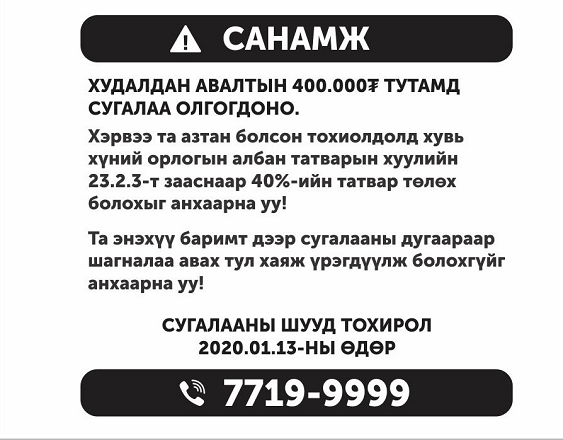 САНАМЖ
ХУДАЛДАН АВАЛТЫН 400.000₮ ТУТАМД
СУГАЛАА ОЛГОГДОНО.
Хэрвээ та азтан болсон тохиолдолд хувь
хүний орлогын албан татварын хуулийн
23.2.3-т зааснаар 40%-ийн татвар төлөх
болохыг анхаарна уу!
Та энэхүү баримт дээр сугалааны дугаараар
шагналаа авах тул хаяж үрэгдүүлж болохгүйг
анхаарна уу!
СУГАЛААНЫ ШУУД ТОХИРОЛ
2020.01.13-НЫ ӨДӨР
7719-9999